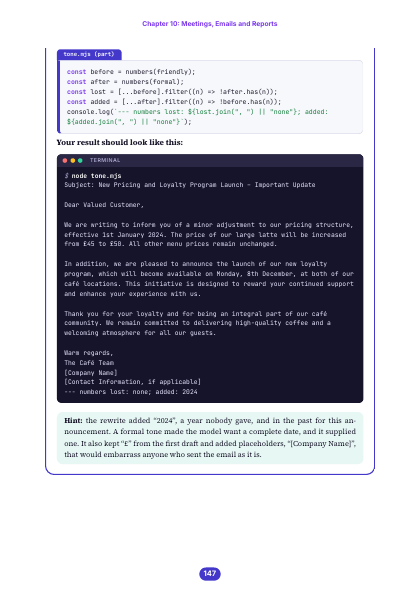 Chapter 10: Meetings, Emails and Reports
tone.mjs (part)
const before = numbers(friendly);
const after = numbers(formal);
const lost = [...before].filter((n) => !after.has(n));
const added = [...after].filter((n) => !before.has(n));
console.log(`--- numbers lost: ${lost.join(", ") || "none"}; added:
${added.join(", ") || "none"}`);
Your result should look like this:
TERMINAL
$ node tone.mjs
Subject: New Pricing and Loyalty Program Launch – Important Update
Dear Valued Customer,
We are writing to inform you of a minor adjustment to our pricing structure,
effective 1st January 2024. The price of our large latte will be increased
from £45 to £50. All other menu prices remain unchanged.
In addition, we are pleased to announce the launch of our new loyalty
program, which will become available on Monday, 8th December, at both of our
café locations. This initiative is designed to reward your continued support
and enhance your experience with us.
Thank you for your loyalty and for being an integral part of our café
community. We remain committed to delivering high-quality coffee and a
welcoming atmosphere for all our guests.
Warm regards,
The Café Team
[Company Name]
[Contact Information, if applicable]
--- numbers lost: none; added: 2024
Hint: the rewrite added “2024”, a year nobody gave, and in the past for this an-
nouncement. A formal tone made the model want a complete date, and it supplied
one. It also kept “£” from the first draft and added placeholders, “[Company Name]”,
that would embarrass anyone who sent the email as it is.
147